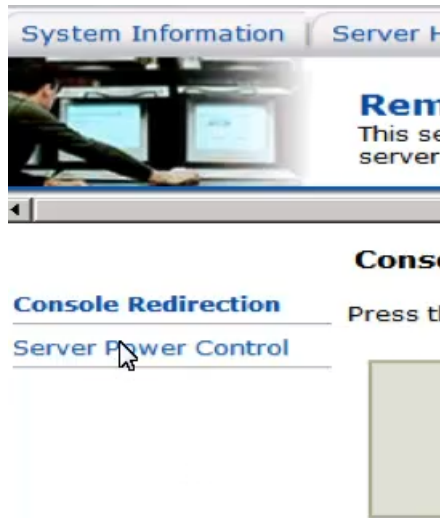 System Information | Server H
Rem
This se
server
Conso
Console Redirection
Press th
Server Power Control